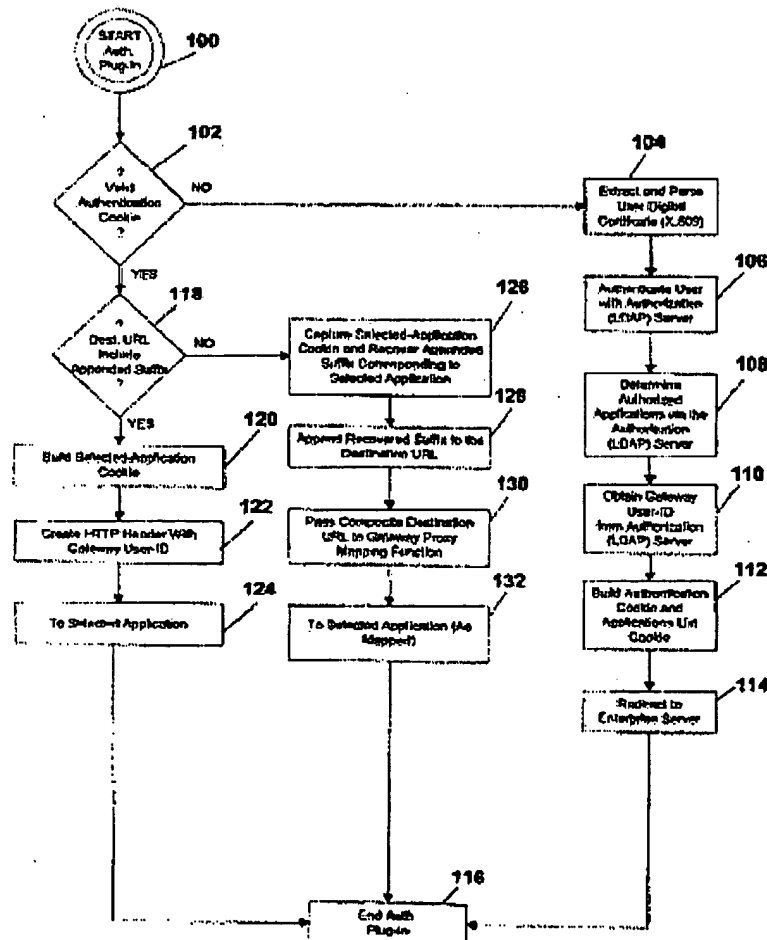 START
Auth.
Plug-In
100
102
?
Valid
Authentication
Cookie
?
NO
YES
104
Extract and Parse
User Digital
Certificate (X.509)
106
Authenticate User
with Authorization
(LDAP) Server
108
Determine
Authorized
Applications via the
Authorization
(LDAP) Server
110
Obtain Gateway
User-ID
from Authorization
(LDAP) Server
112
Build Authentication
Cookie and
Applications List
Cookie
114
Redirect to
Enterprise Server
118
?
Dest. URL
Include
Appended Suffix
?
NO
YES
120
Build Selected-Application
Cookie
122
Create HTTP Header With
Gateway User-ID
124
To Selected Application
126
Capture Selected-Application
Cookie and Recover Appended
Suffix Corresponding to
Selected Application
128
Append Recovered Suffix to the
Destination URL
130
Pass Composite Destination
URL to Gateway Proxy
Mapping Function
132
To Selected Application (As
Mapped)
116
End Auth
Plug-In